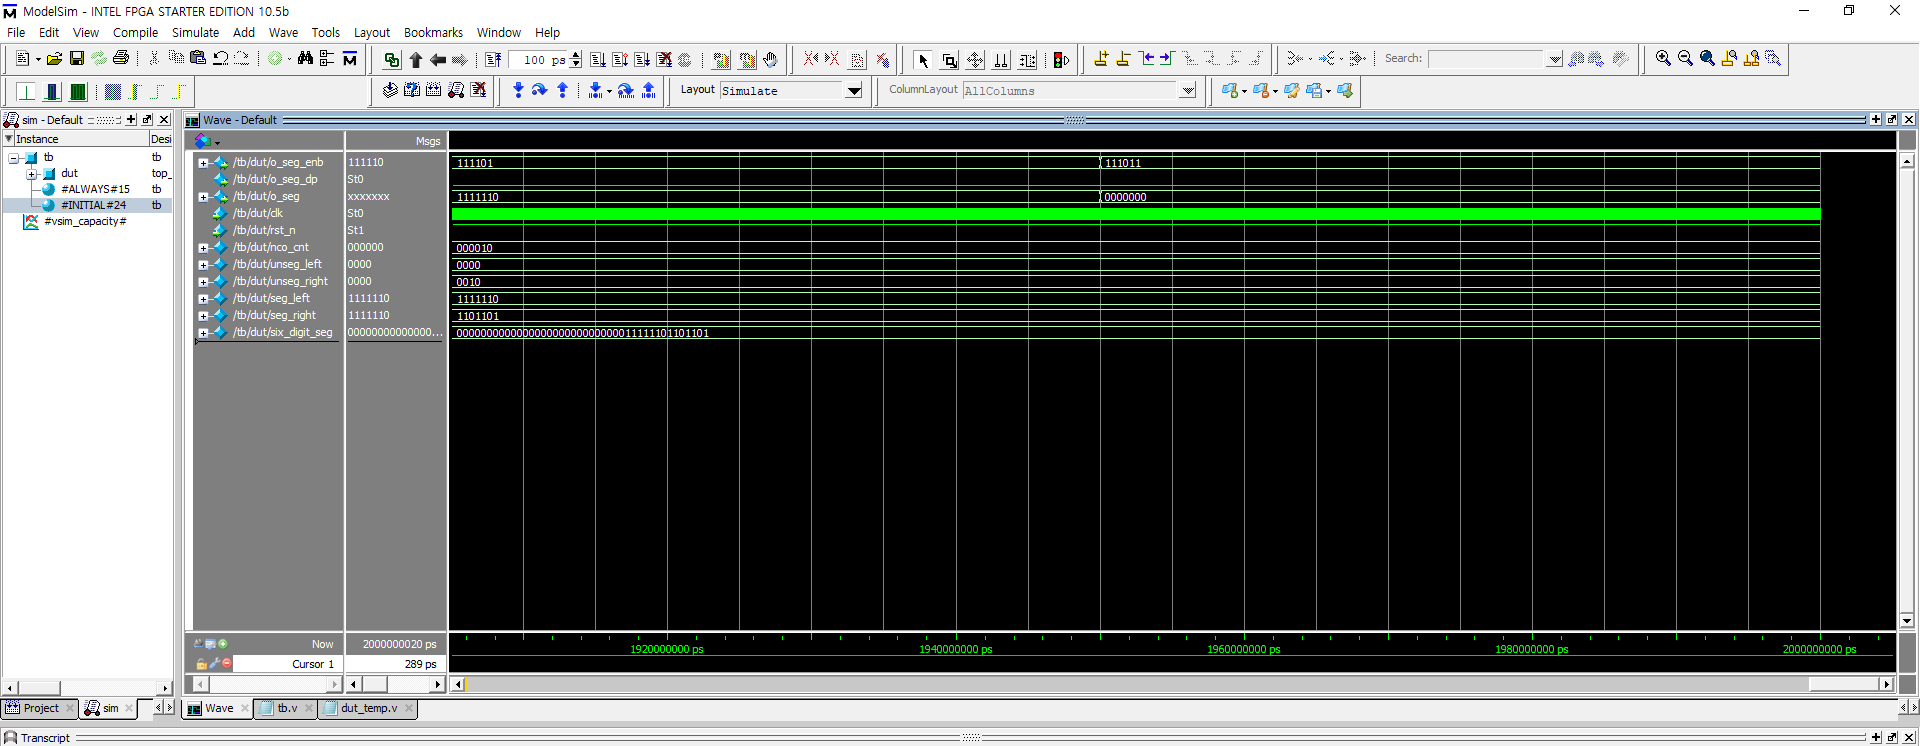 ModelSim - INTEL FPGA STARTER EDITION 10.5b
File Edit View Compile Simulate Add Wave Tools Layout Bookmarks Window Help
100 ps
Search:
Layout Simulate
ColumnLayout AllColumns
sim - Default
Instance Desi
tb tb
dut top_
#ALWAYS#15 tb
#INITIAL#24 tb
#vsim_capacity#
Wave - Default
Msgs
/tb/dut/o_seg_enb 111110 111101 111011
/tb/dut/o_seg_dp St0
/tb/dut/o_seg xxxxxxx 1111110 0000000
/tb/dut/clk St0
/tb/dut/rst_n St1
/tb/dut/nco_cnt 000000 000010
/tb/dut/unseg_left 0000 0000
/tb/dut/unseg_right 0000 0010
/tb/dut/seg_left 1111110 1111110
/tb/dut/seg_right 1111110 1101101
/tb/dut/six_digit_seg 00000000000000... 000000000000000000000000000011111101101101
Now 2000000020 ps
Cursor 1 289 ps
1920000000 ps 1940000000 ps 1960000000 ps 1980000000 ps 2000000000 ps
Project sim
Wave tb.v dut_temp.v
Transcript